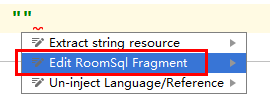 ""
Extract string resource
Edit RoomSql Fragment
Un-inject Language/Reference